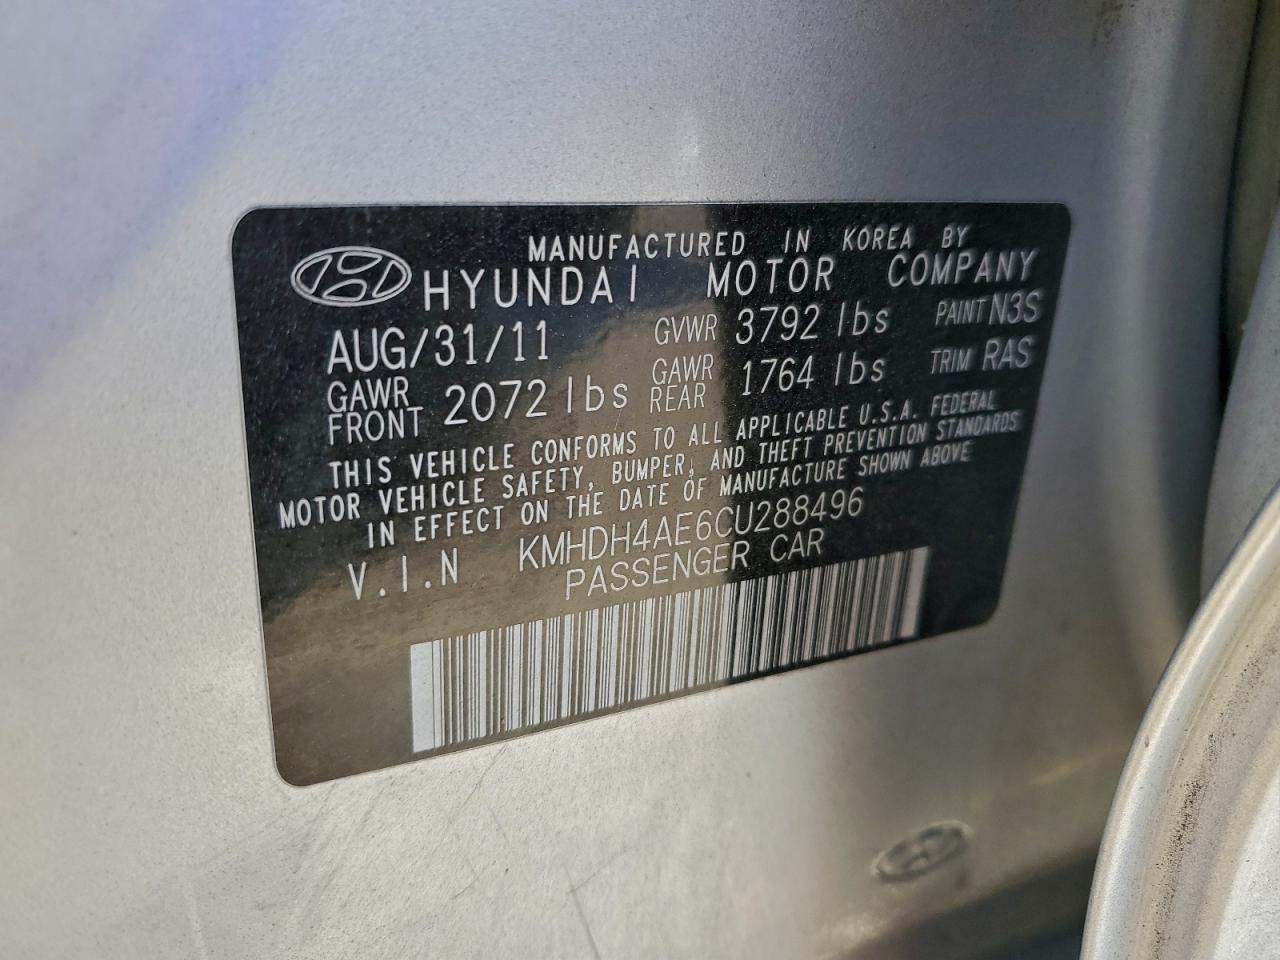 MANUFACTURED IN KOREA BY
HYUNDAI MOTOR COMPANY
AUG/31/11 GVWR 3792 lbs PAINT N3S
GAWR FRONT 2072 lbs GAWR REAR 1764 lbs TRIM RAS
THIS VEHICLE CONFORMS TO ALL APPLICABLE U.S.A. FEDERAL
MOTOR VEHICLE SAFETY, BUMPER, AND THEFT PREVENTION STANDARDS
IN EFFECT ON THE DATE OF MANUFACTURE SHOWN ABOVE
V.I.N KMHDH4AE6CU288496
PASSENGER CAR